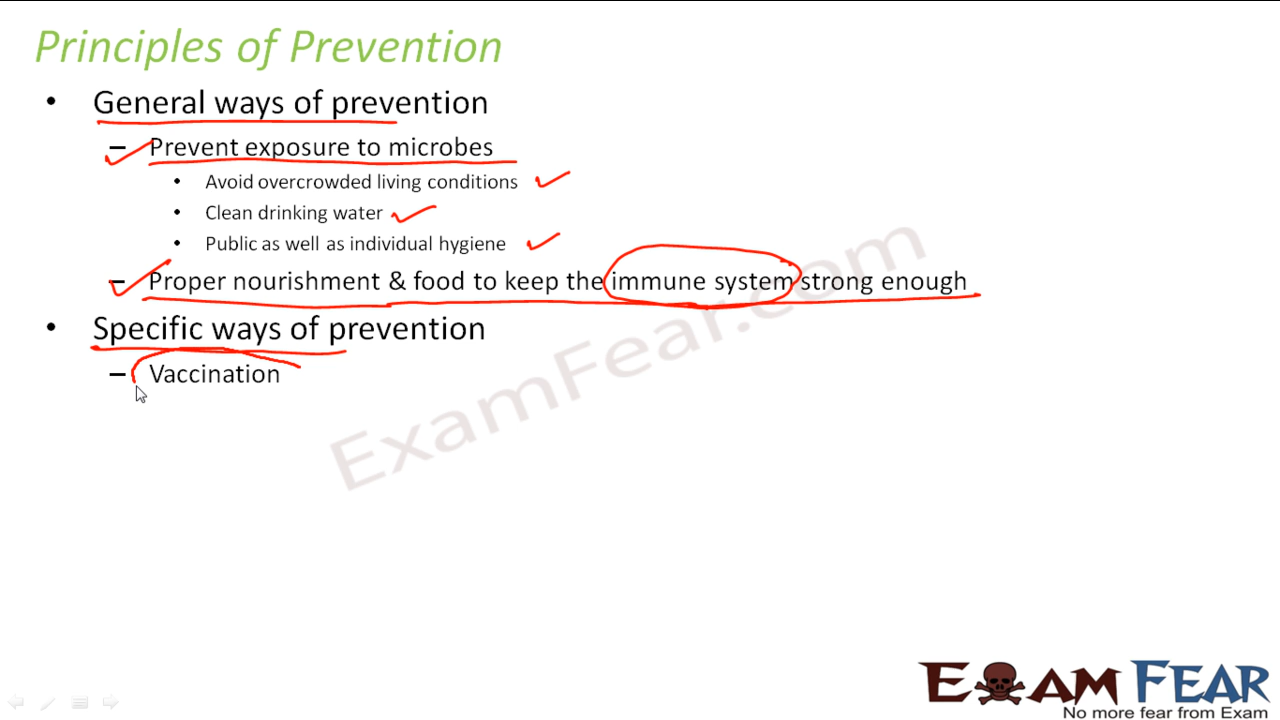 Principles of Prevention
• General ways of prevention
– Prevent exposure to microbes
• Avoid overcrowded living conditions
• Clean drinking water
• Public as well as individual hygiene
– Proper nourishment & food to keep the immune system strong enough
• Specific ways of prevention
– Vaccination
ExamFear.com
EXAM FEAR
No more fear from Exam